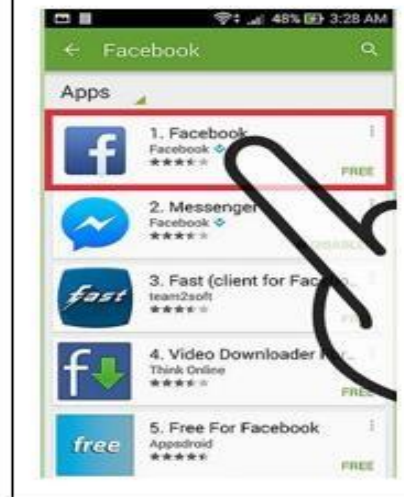 48% 3:28 AM
Facebook
Apps
f
1. Facebook
Facebook
FREE
2. Messenger
Facebook
fast
3. Fast (client for
team2soft
f
4. Video Downloader
Think Online
FREE
free
5. Free For Facebook
Appsdroid
FREE